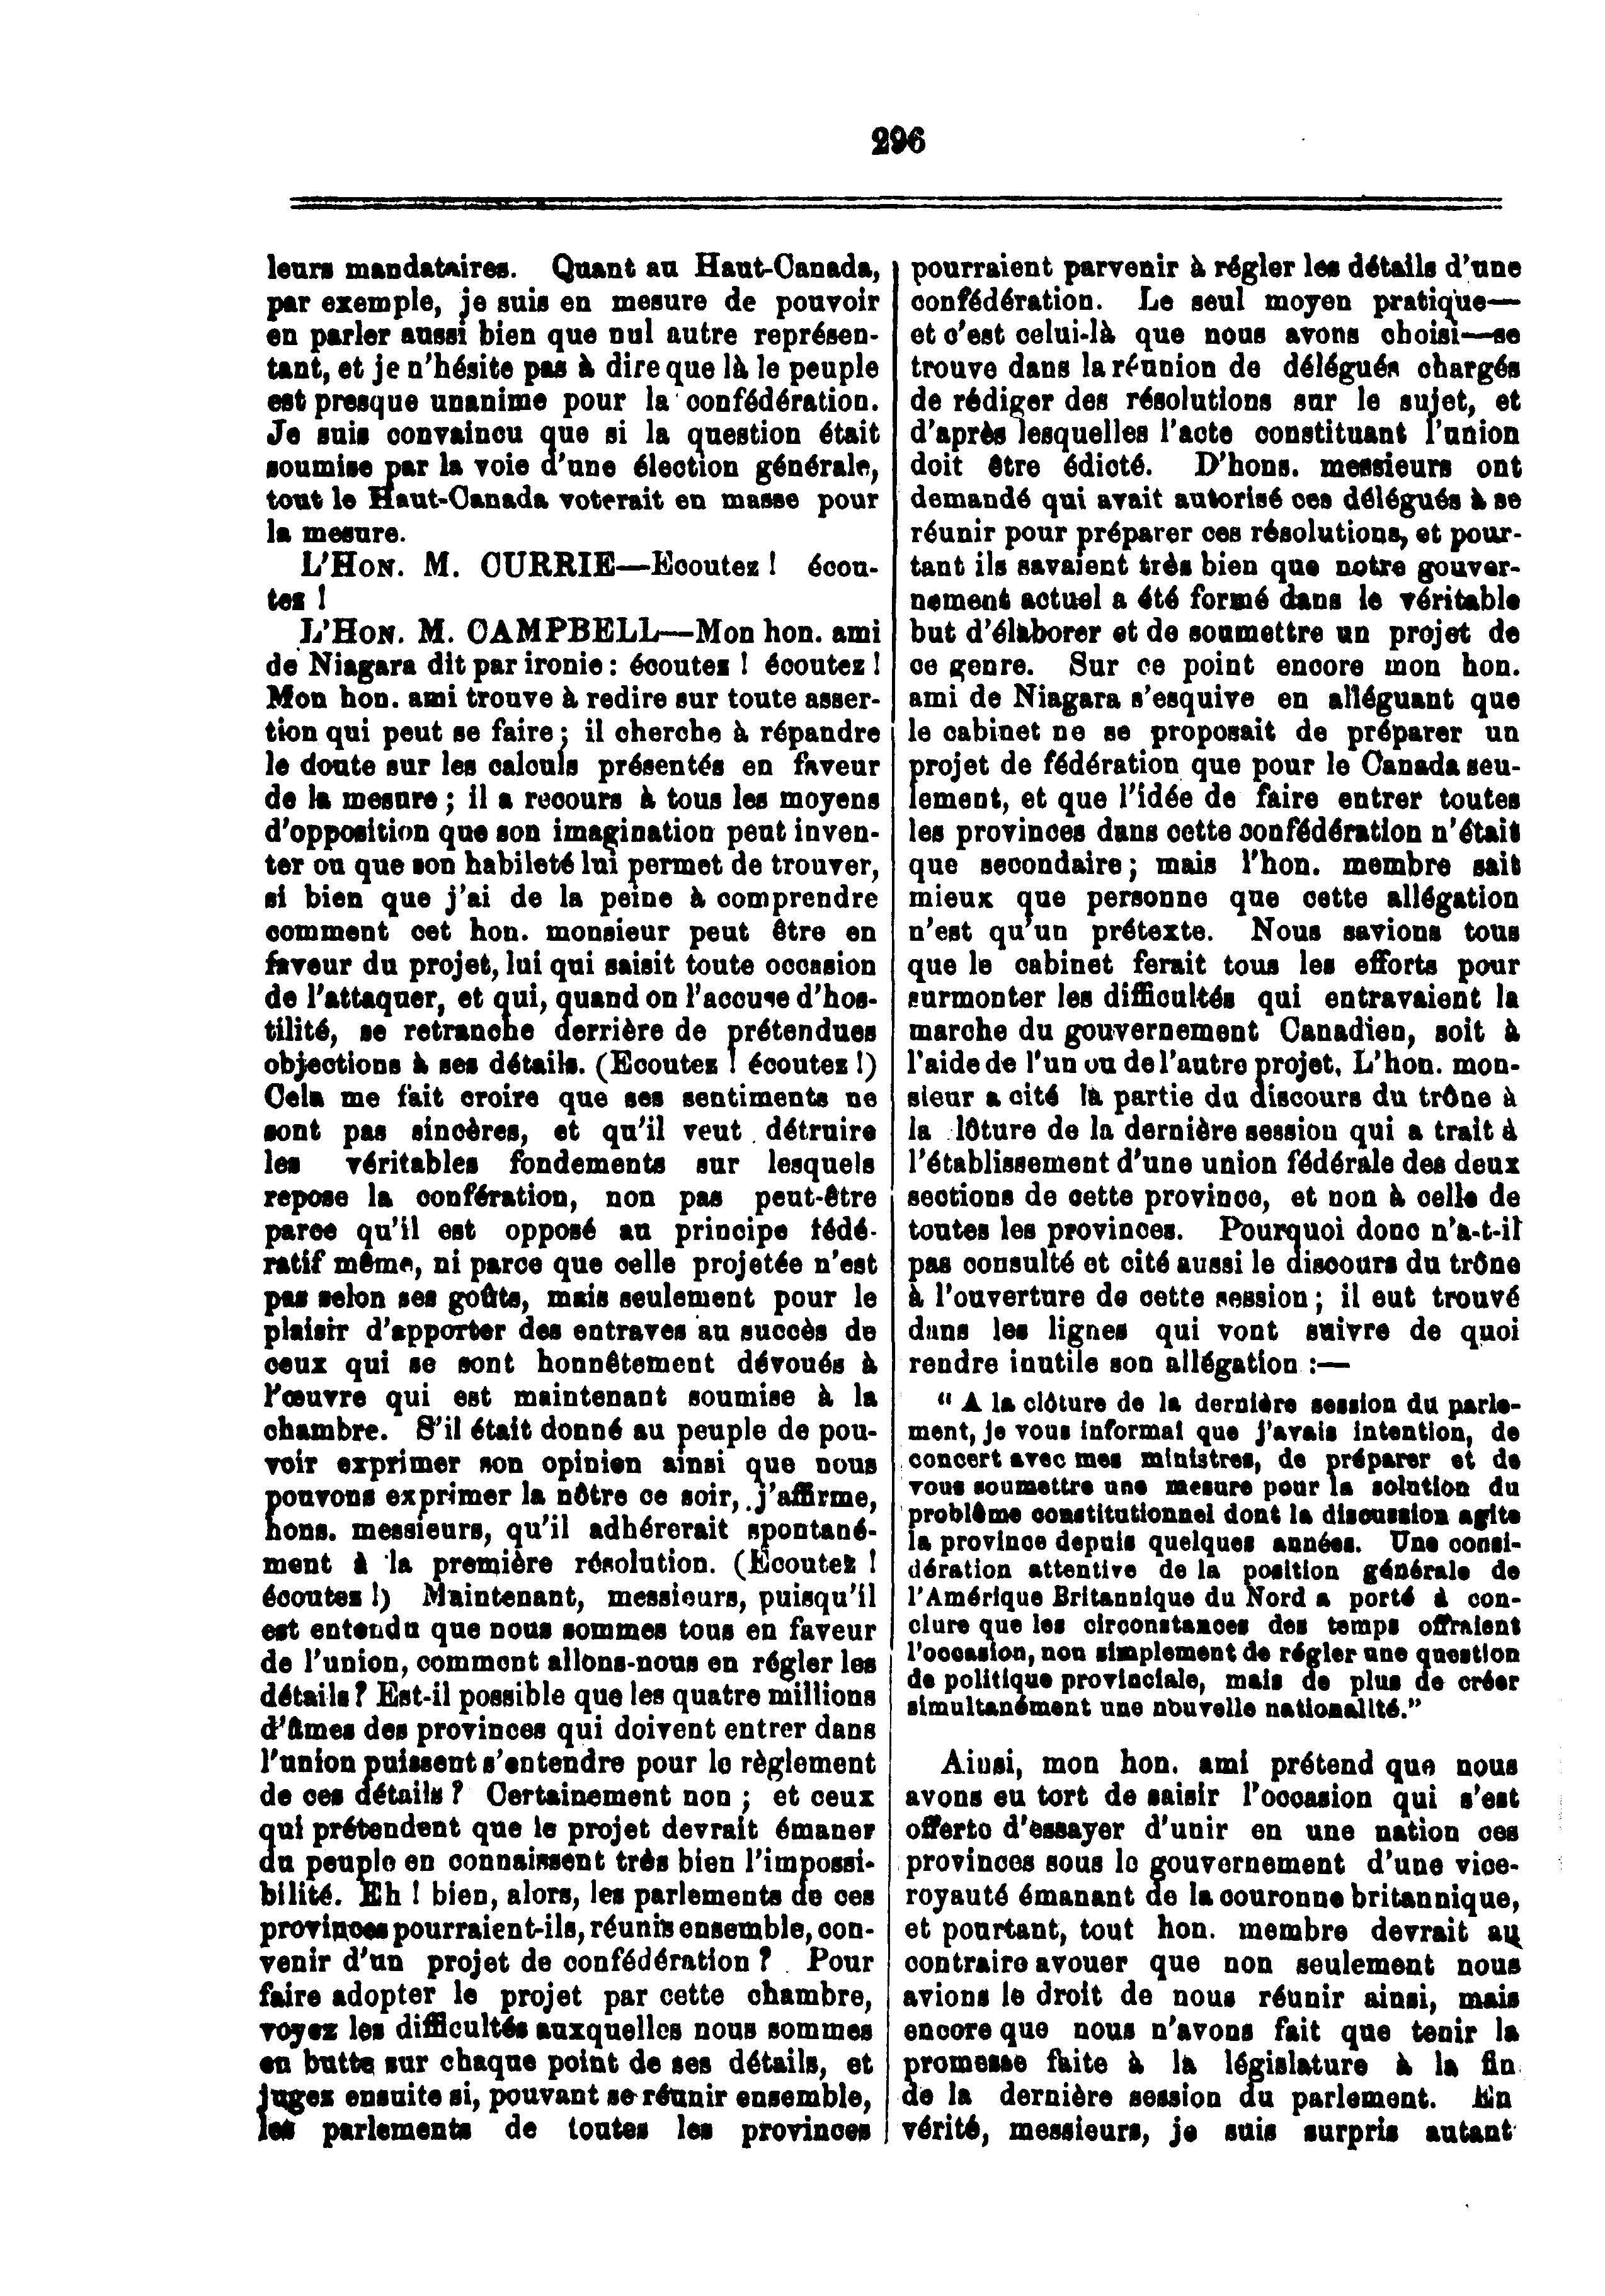 296
leurs mandataires. Quant au Haut-Canada,
par exemple, je suis en mesure de pouvoir
en parler aussi bien que nul autre représen-
tant, et je n'hésite pas à dire que là le peuple
est presque unanime pour la confédération.
Je suis convaincu que si la question était
soumise par la voie d'une élection générale,
tout le Haut-Canada voterait en masse pour
la mesure.
L'HON. M. CURRIE—Ecoutez ! écou-
tez !
L'HON. M. CAMPBELL—Mon hon. ami
de Niagara dit par ironie : écoutez ! écoutez !
Mon hon. ami trouve à redire sur toute asser-
tion qui peut se faire ; il cherche à répandre
le doute sur les calculs présentés en faveur
de la mesure ; il a recours à tous les moyens
d'opposition que son imagination peut inven-
ter ou que son habileté lui permet de trouver,
si bien que j'ai de la peine à comprendre
comment cet hon. monsieur peut être en
faveur du projet, lui qui saisit toute occasion
de l'attaquer, et qui, quand on l'accuse d'hos-
tilité, se retranche derrière de prétendues
objections à ses détails. (Ecoutez ! écoutez !)
Cela me fait croire que ses sentiments ne
sont pas sincères, et qu'il veut détruire
les véritables fondements sur lesquels
repose la confération, non pas peut-être
parce qu'il est opposé au principe fédé-
ratif même, ni parce que celle projetée n'est
pas selon ses goûts, mais seulement pour le
plaisir d'apporter des entraves au succès de
ceux qui se sont honnêtement dévoués à
l'œuvre qui est maintenant soumise à la
chambre. S'il était donné au peuple de pou-
voir exprimer son opinion ainsi que nous
pouvons exprimer la nôtre ce soir, j'affirme,
hons. messieurs, qu'il adhérerait spontané-
ment à la première résolution. (Ecoutez !
écoutez !) Maintenant, messieurs, puisqu'il
est entendu que nous sommes tous en faveur
de l'union, comment allons-nous en régler les
détails ? Est-il possible que les quatre millions
d'âmes des provinces qui doivent entrer dans
l'union puissent s'entendre pour le règlement
de ces détails ? Certainement non ; et ceux
qui prétendent que le projet devrait émaner
du peuple en connaissent très bien l'impossi-
bilité. Eh ! bien, alors, les parlements de ces
provinces pourraient-ils, réunis ensemble, con-
venir d'un projet de confédération ? Pour
faire adopter le projet par cette chambre,
voyez les difficultés auxquelles nous sommes
en butte sur chaque point de ses détails, et
jugez ensuite si, pouvant se réunir ensemble,
les parlements de toutes les provinces
pourraient parvenir à régler les détails d'une
confédération. Le seul moyen pratique—
et c'est celui-là que nous avons choisi—se
trouve dans la réunion de délégués chargés
de rédiger des résolutions sur le sujet, et
d'après lesquelles l'acte constituant l'union
doit être édicté. D'hons. messieurs ont
demandé qui avait autorisé ces délégués à se
réunir pour préparer ces résolutions, et pour-
tant ils savaient très bien que notre gouver-
nement actuel a été formé dans le véritable
but d'élaborer et de soumettre un projet de
ce genre. Sur ce point encore mon hon.
ami de Niagara s'esquive en alléguant que
le cabinet ne se proposait de préparer un
projet de fédération que pour le Canada seu-
lement, et que l'idée de faire entrer toutes
les provinces dans cette confédération n'était
que secondaire ; mais l'hon. membre sait
mieux que personne que cette allégation
n'est qu'un prétexte. Nous savions tous
que le cabinet ferait tous les efforts pour
surmonter les difficultés qui entravaient la
marche du gouvernement Canadien, soit à
l'aide de l'un ou de l'autre projet. L'hon. mon-
sieur a cité la partie du discours du trône à
la lôture de la dernière session qui a trait à
l'établissement d'une union fédérale des deux
sections de cette province, et non à celle de
toutes les provinces. Pourquoi donc n'a-t-il
pas consulté et cité aussi le discours du trône
à l'ouverture de cette session ; il eut trouvé
dans les lignes qui vont suivre de quoi
rendre inutile son allégation :—
" A la clôture de la dernière session du parle-
ment, je vous informai que j'avais intention, de
concert avec mes ministres, de préparer et de
vous soumettre une mesure pour la solution du
problême constitutionnel dont la discussion agite
la province depuis quelques années. Une consi-
dération attentive de la position générale de
l'Amérique Britannique du Nord a porté à con-
clure que les circonstances des temps offraient
l'occasion, non simplement de régler une question
de politique provinciale, mais de plus de créer
simultanément une nouvelle nationalité."
Ainsi, mon hon. ami prétend que nous
avons eu tort de saisir l'occasion qui s'est
offerte d'essayer d'unir en une nation ces
provinces sous le gouvernement d'une vice-
royauté émanant de la couronne britannique,
et pourtant, tout hon. membre devrait au
contraire avouer que non seulement nous
avions le droit de nous réunir ainsi, mais
encore que nous n'avons fait que tenir la
promesse faite à la législature à la fin
de la dernière session du parlement. En
vérité, messieurs, je suis surpris autant